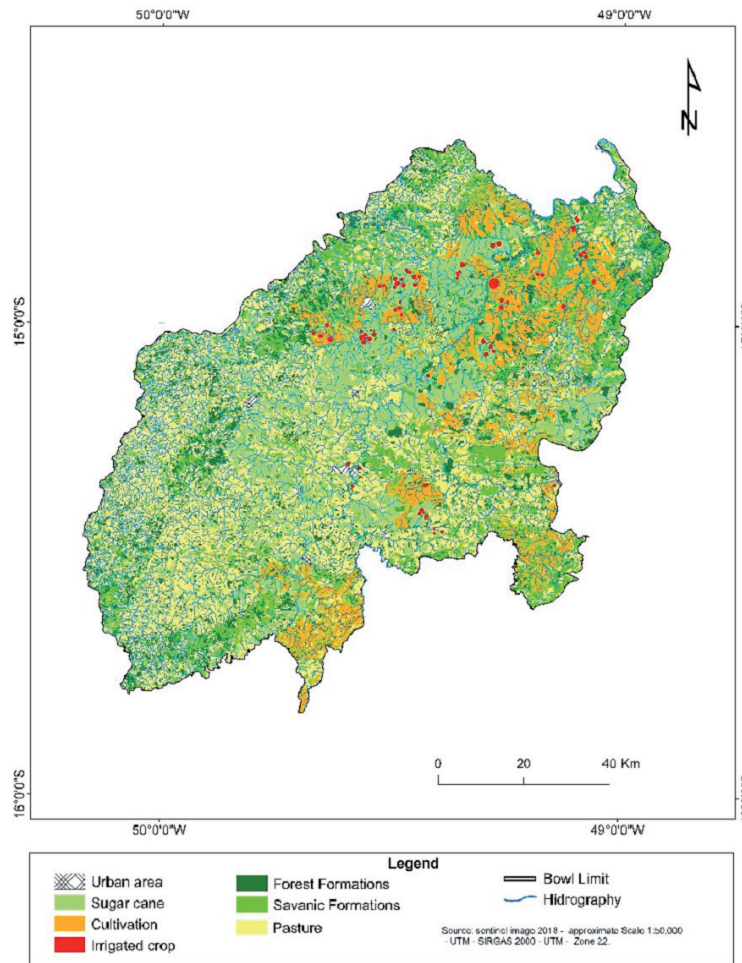 50°0'0"W 49°0'0"W
N
15°0'0"S
0 20 40 Km
16°0'0"S
50°0'0"W 49°0'0"W
Legend
Urban area
Sugar cane
Cultivation
Irrigated crop
Forest Formations
Savanic Formations
Pasture
Bowl Limit
Hidrography
Source: sentinel image 2018 - approximate Scale 1:50,000
- UTM - SIRGAS 2000 - UTM - Zone 22.